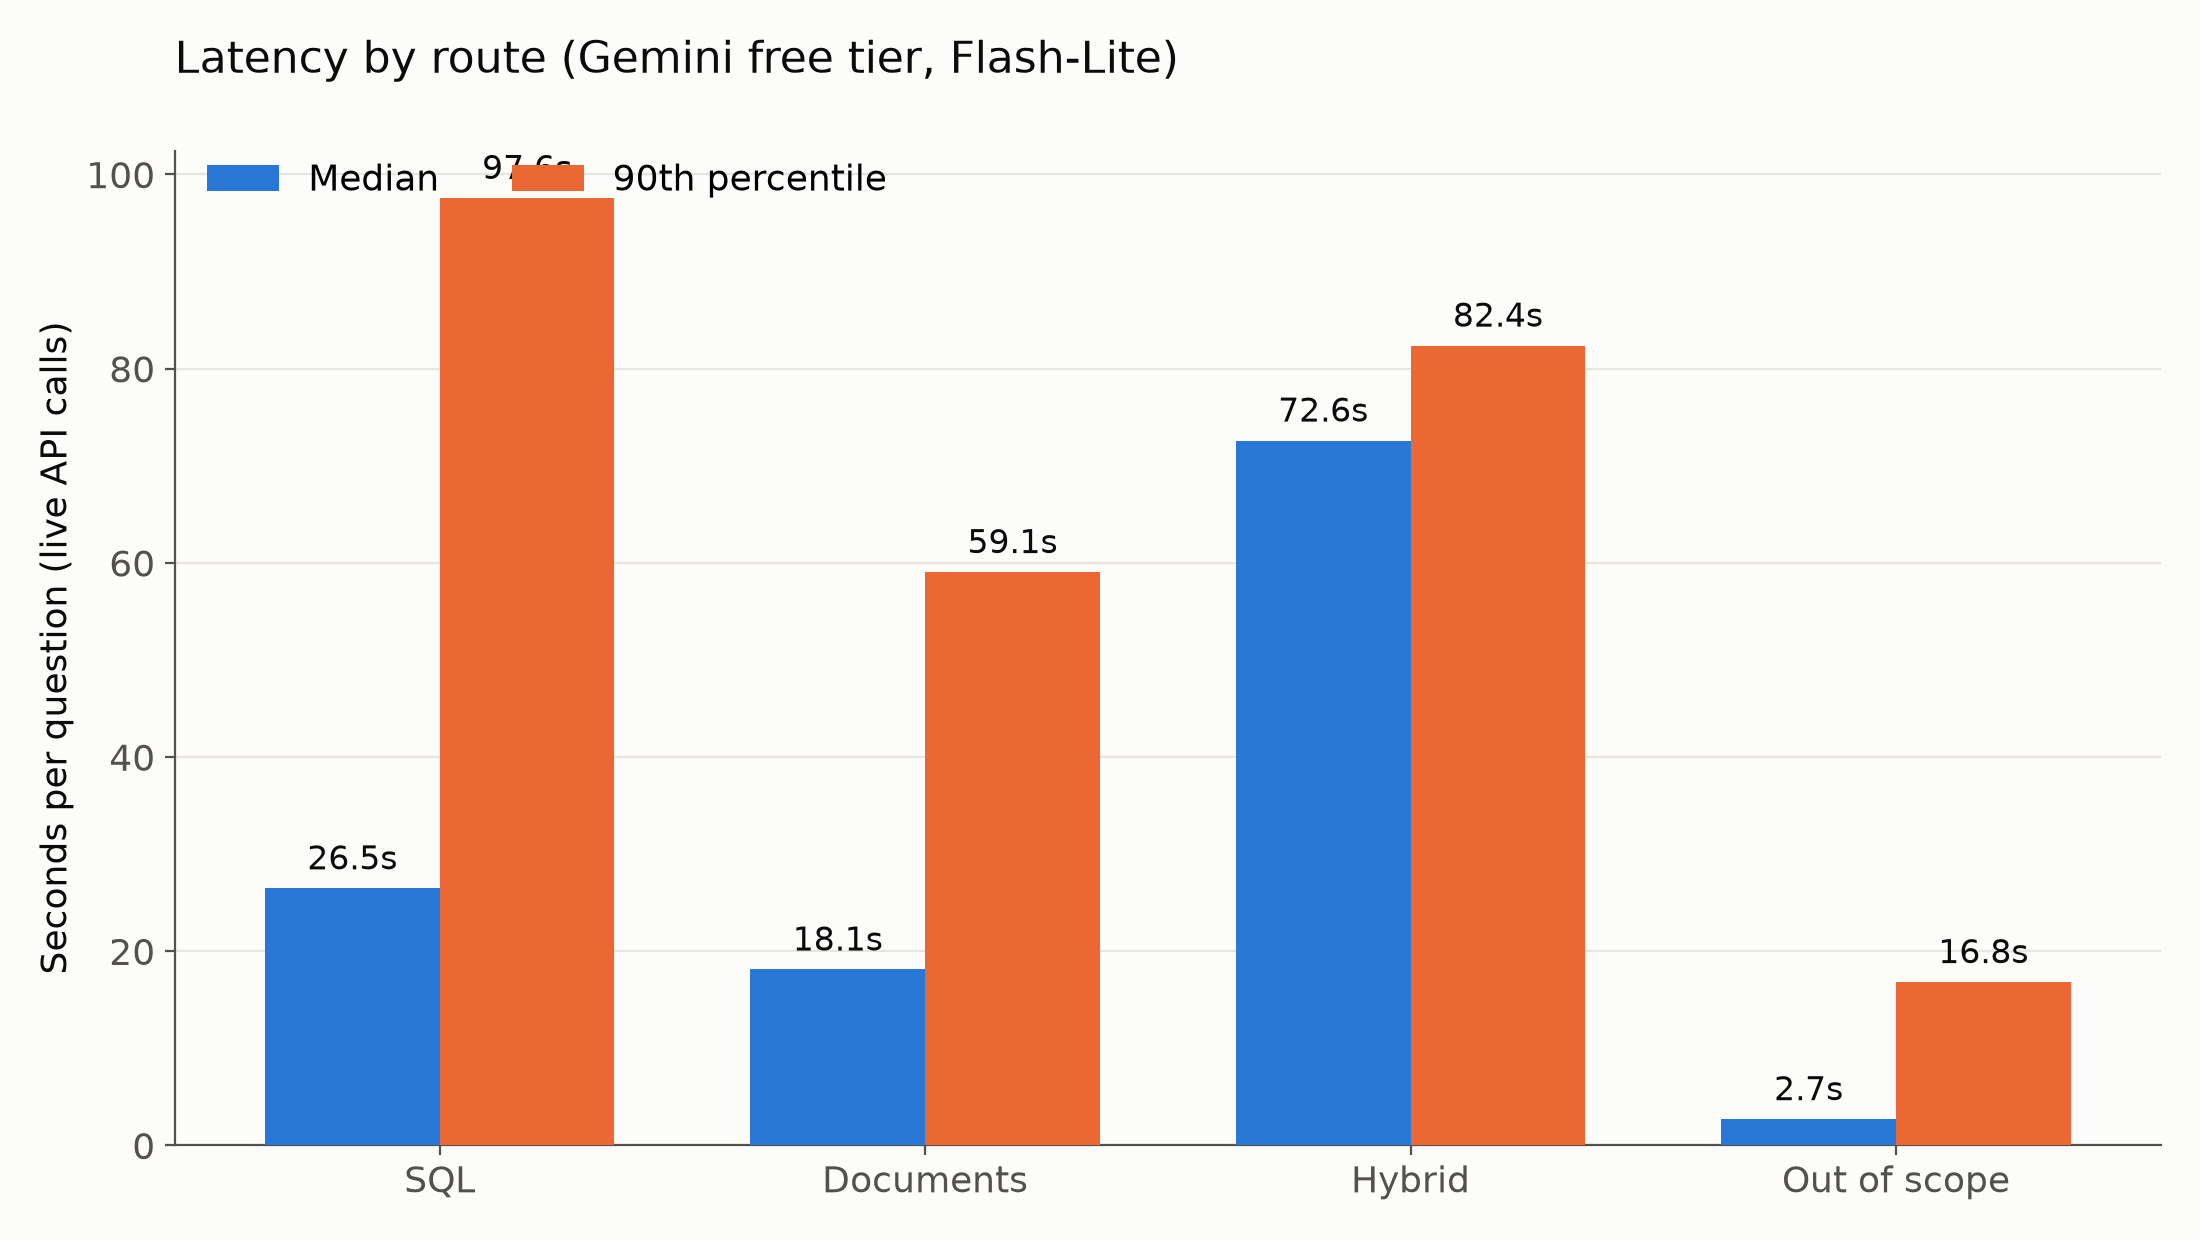 Latency by route (Gemini free tier, Flash-Lite)
Median
90th percentile
97.6s
Seconds per question (live API calls)
100
80
60
40
20
0
26.5s
18.1s
59.1s
72.6s
82.4s
2.7s
16.8s
SQL
Documents
Hybrid
Out of scope